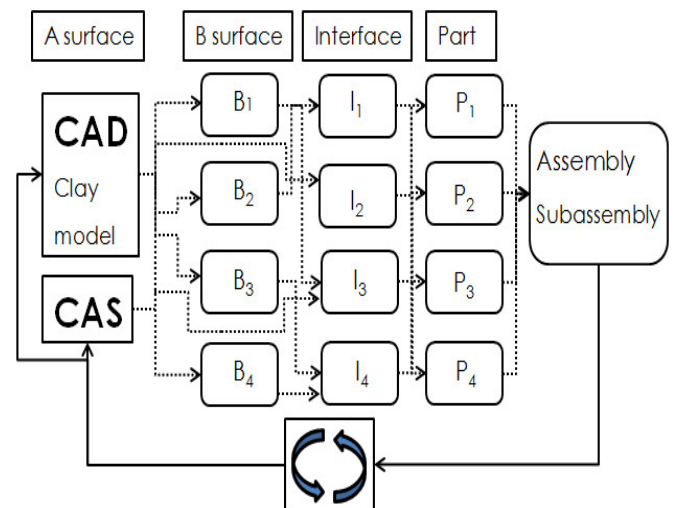 A surface
B surface
Interface
Part
CAD
Clay
model
CAS
B1
B2
B3
B4
I1
I2
I3
I4
P1
P2
P3
P4
Assembly
Subassembly